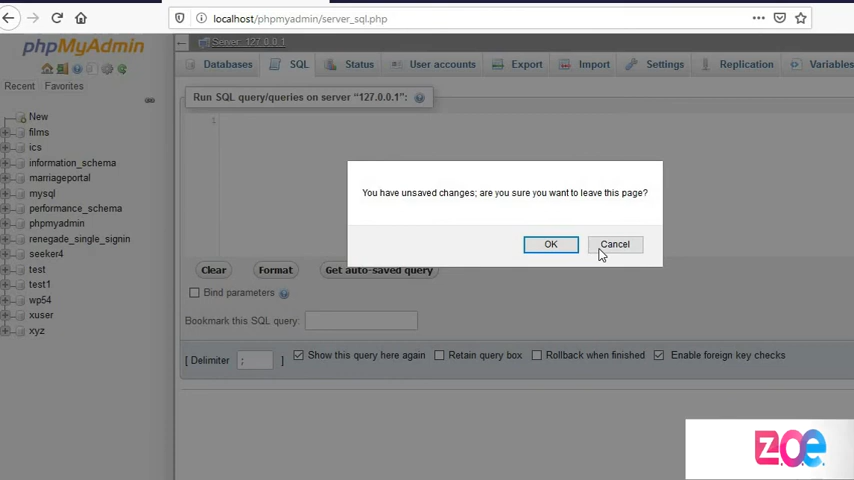 localhost/phpmyadmin/server_sql.php
phpMyAdmin
Recent Favorites
New
films
ics
information_schema
marriageportal
mysql
performance_schema
phpmyadmin
renegade_single_signin
seeker4
test
test1
wp54
xuser
xyz
Server: 127.0.0.1
Databases SQL Status User accounts Export Import Settings Replication Variables
Run SQL query/queries on server “127.0.0.1”:
1
You have unsaved changes; are you sure you want to leave this page?
OK Cancel
Clear Format Get auto-saved query
Bind parameters
Bookmark this SQL query:
[ Delimiter ; ] Show this query here again Retain query box Rollback when finished Enable foreign key checks
zoe